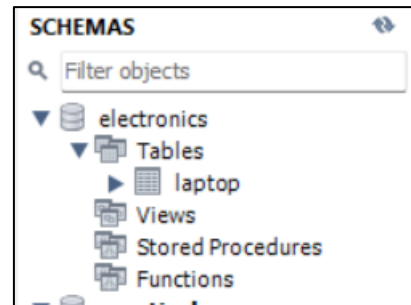 SCHEMAS
Filter objects
electronics
Tables
laptop
Views
Stored Procedures
Functions